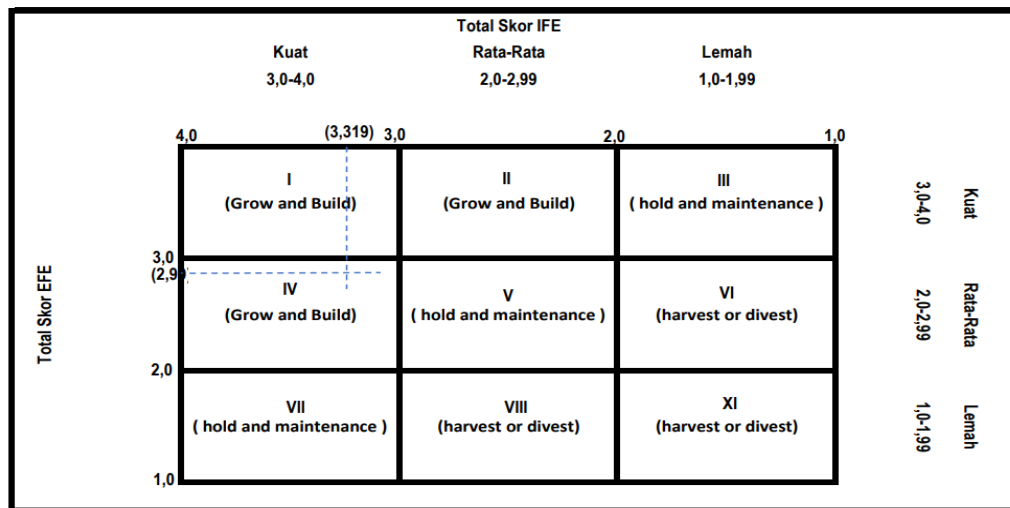 Total Skor IFE
Kuat Rata-Rata Lemah
3,0-4,0 2,0-2,99 1,0-1,99
4,0 (3,319) 3,0 2,0 1,0
I II III
(Grow and Build) (Grow and Build) ( hold and maintenance )
3,0-4,0 Kuat
3,0
(2,9
Total Skor EFE
IV V VI
(Grow and Build) ( hold and maintenance ) (harvest or divest)
2,0-2,99 Rata-Rata
2,0
VII VIII XI
( hold and maintenance ) (harvest or divest) (harvest or divest)
1,0-1,99 Lemah
1,0